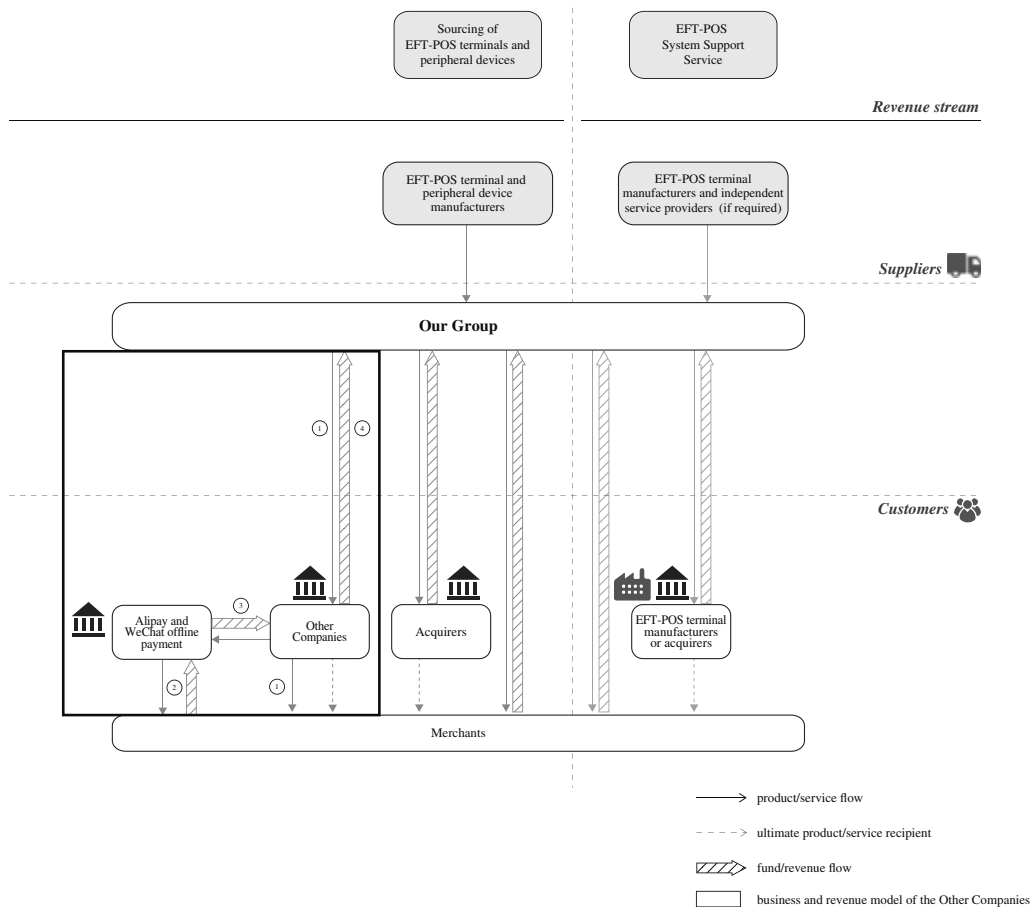 Sourcing of
EFT-POS terminals and
peripheral devices
EFT-POS
System Support
Service
Revenue stream
EFT-POS terminal and
peripheral device
manufacturers
EFT-POS terminal
manufacturers and independent
service providers (if required)
Suppliers
Our Group
1
4
Customers
3
Alipay and
WeChat offline
payment
Other
Companies
Acquirers
EFT-POS terminal
manufacturers
or acquirers
2
1
Merchants
product/service flow
ultimate product/service recipient
fund/revenue flow
business and revenue model of the Other Companies